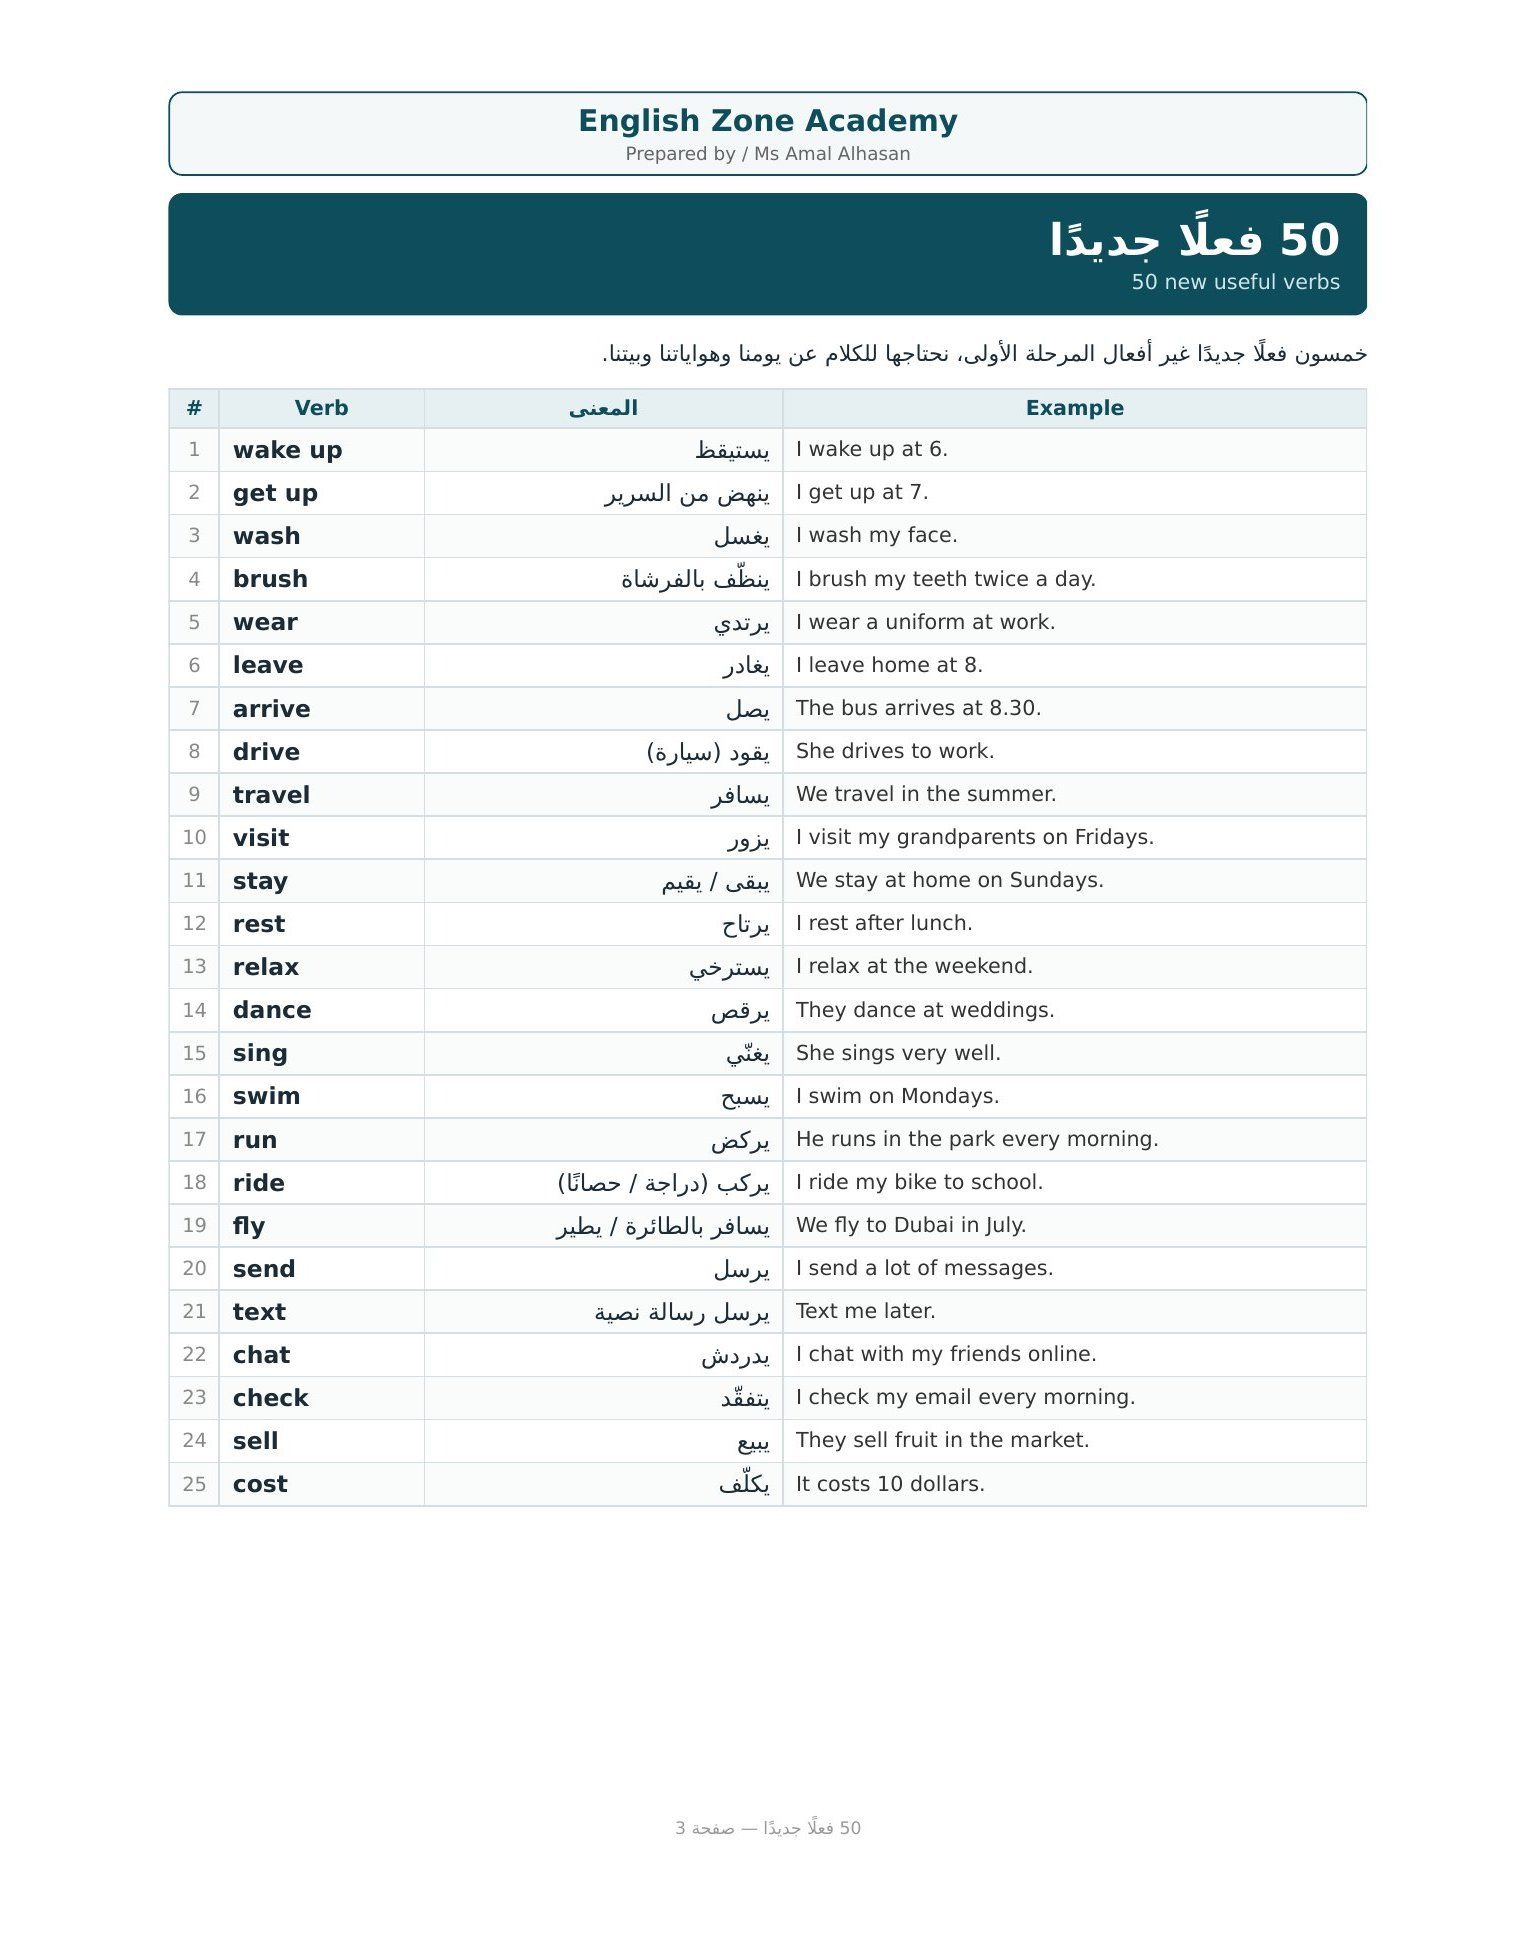 English Zone Academy
Prepared by / Ms Amal Alhasan
50 فعلًا جديدًا
50 new useful verbs
خمسون فعلًا جديدًا غير أفعال المرحلة الأولى، نحتاجها للكلام عن يومنا وهواياتنا وبيتنا.
# Verb المعنى Example
1 wake up يستيقظ I wake up at 6.
2 get up ينهض من السرير I get up at 7.
3 wash يغسل I wash my face.
4 brush ينظّف بالفرشاة I brush my teeth twice a day.
5 wear يرتدي I wear a uniform at work.
6 leave يغادر I leave home at 8.
7 arrive يصل The bus arrives at 8.30.
8 drive يقود (سيارة) She drives to work.
9 travel يسافر We travel in the summer.
10 visit يزور I visit my grandparents on Fridays.
11 stay يبقى / يقيم We stay at home on Sundays.
12 rest يرتاح I rest after lunch.
13 relax يسترخي I relax at the weekend.
14 dance يرقص They dance at weddings.
15 sing يغنّي She sings very well.
16 swim يسبح I swim on Mondays.
17 run يركض He runs in the park every morning.
18 ride يركب (دراجة / حصانًا) I ride my bike to school.
19 fly يسافر بالطائرة / يطير We fly to Dubai in July.
20 send يرسل I send a lot of messages.
21 text يرسل رسالة نصية Text me later.
22 chat يدردش I chat with my friends online.
23 check يتفقّد I check my email every morning.
24 sell يبيع They sell fruit in the market.
25 cost يكلّف It costs 10 dollars.
50 فعلًا جديدًا — صفحة 3